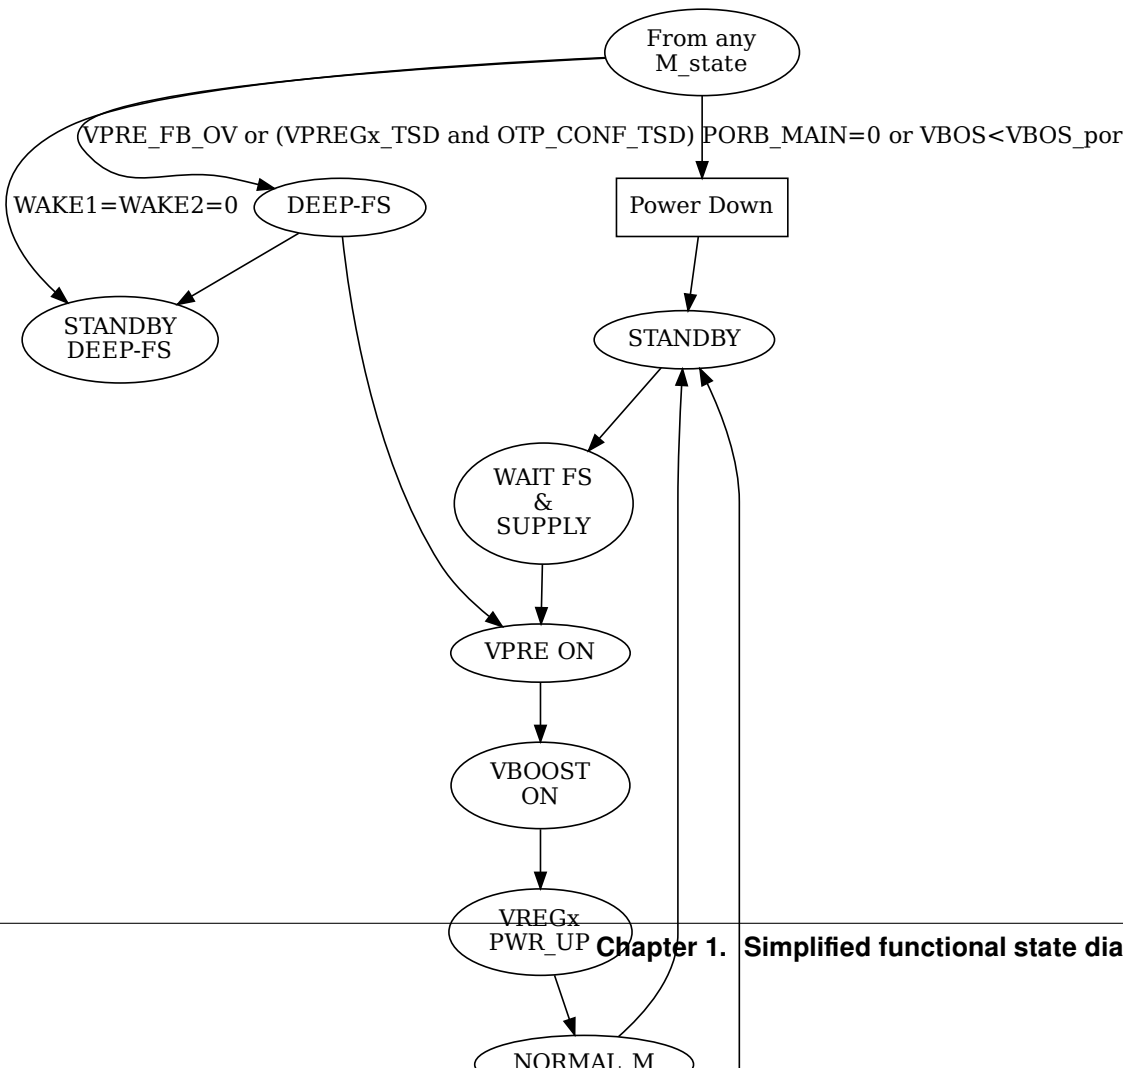 From any
M_state
VPRE_FB_OV or (VPREGx_TSD and OTP_CONF_TSD)
PORB_MAIN=0 or VBOS<VBOS_por
WAKE1=WAKE2=0
DEEP-FS
Power Down
STANDBY
DEEP-FS
STANDBY
WAIT FS
&
SUPPLY
VPRE ON
VBOOST
ON
VREGx
PWR_UP
Chapter 1. Simplified functional state dia
NORMAL_M